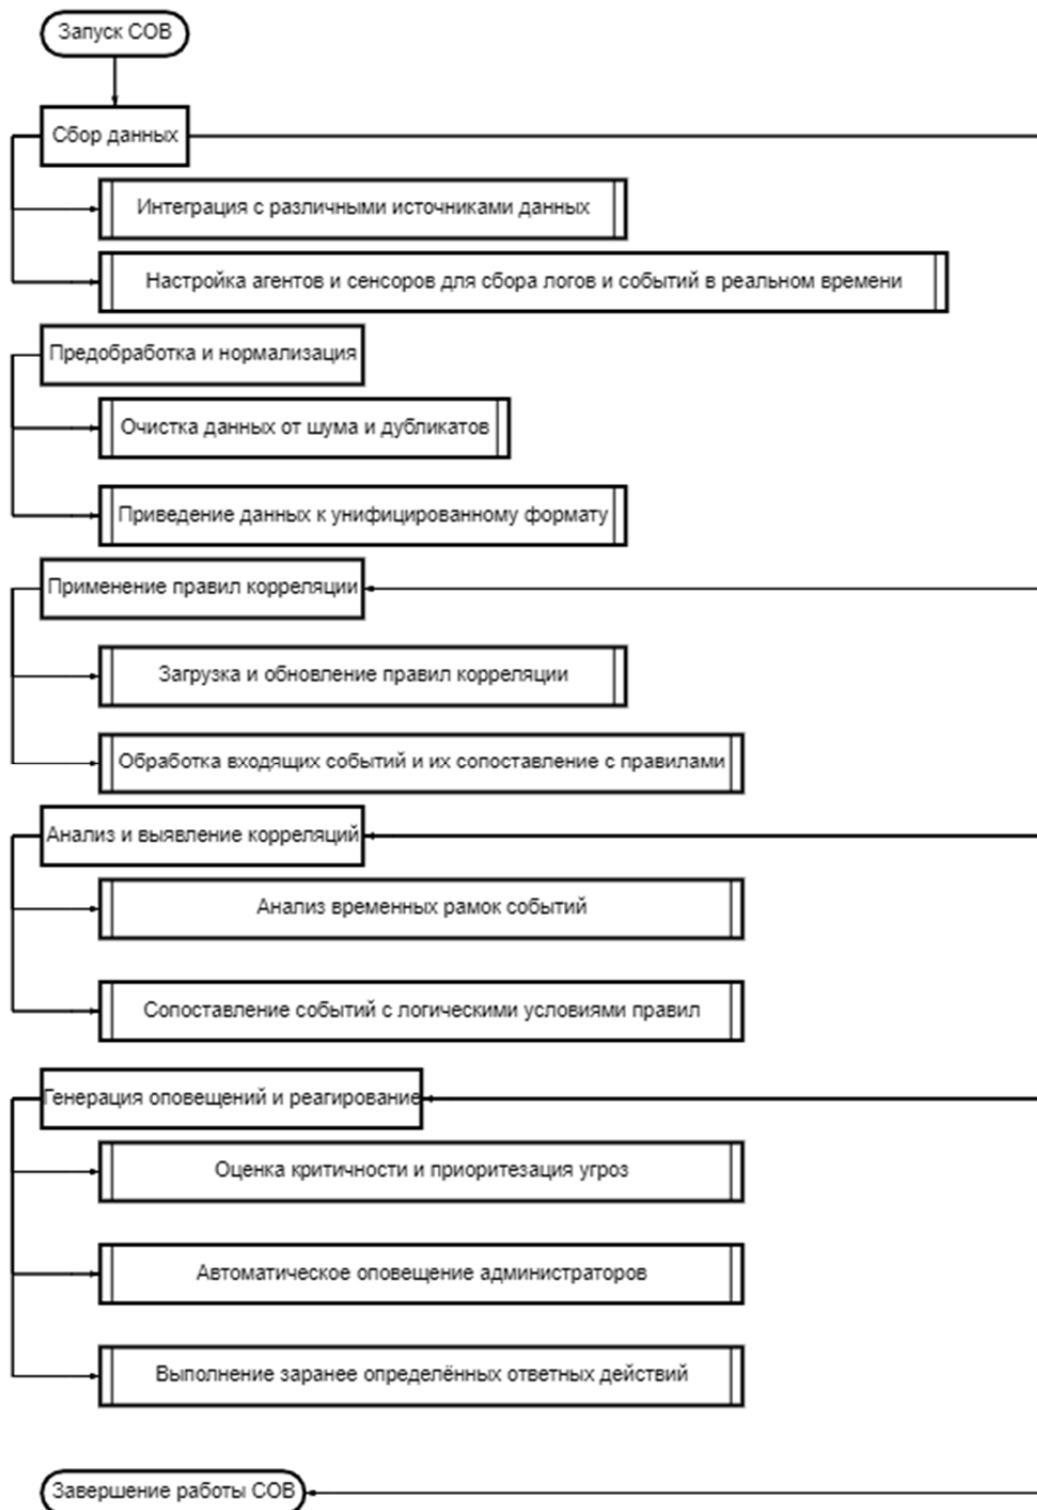 Запуск СОВ
Сбор данных
Интеграция с различными источниками данных
Настройка агентов и сенсоров для сбора логов и событий в реальном времени
Предобработка и нормализация
Очистка данных от шума и дубликатов
Приведение данных к унифицированному формату
Применение правил корреляции
Загрузка и обновление правил корреляции
Обработка входящих событий и их сопоставление с правилами
Анализ и выявление корреляций
Анализ временных рамок событий
Сопоставление событий с логическими условиями правил
Генерация оповещений и реагирование
Оценка критичности и приоритезация угроз
Автоматическое оповещение администраторов
Выполнение заранее определённых ответных действий
Завершение работы СОВ